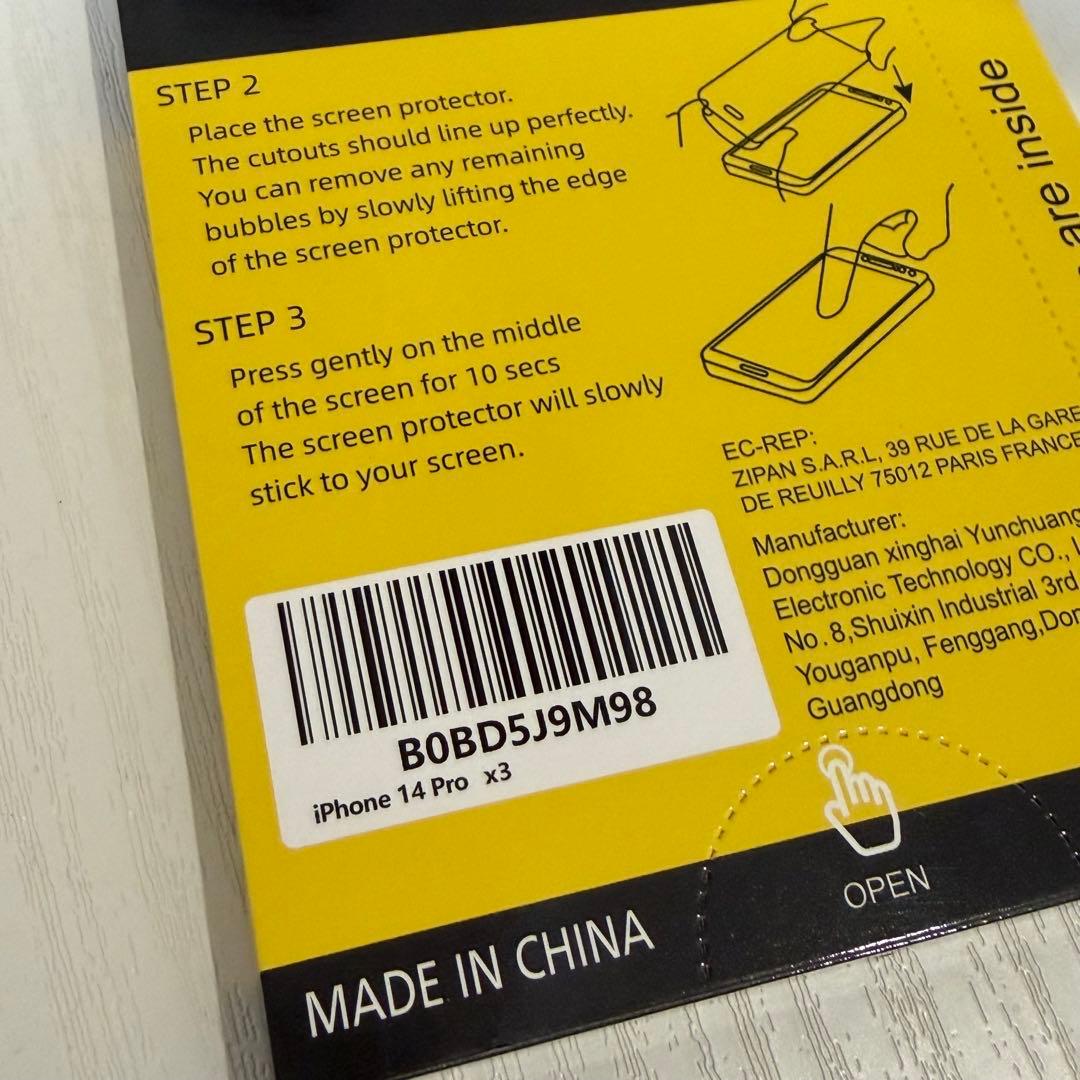 STEP 2
Place the screen protector.
The cutouts should line up perfectly.
You can remove any remaining
bubbles by slowly lifting the edge
of the screen protector.
STEP 3
Press gently on the middle
of the screen for 10 secs
The screen protector will slowly
stick to your screen.
are inside
EC-REP:
ZIPAN S.A.R.L, 39 RUE DE LA GARE
DE REUILLY 75012 PARIS FRANCE
Manufacturer:
Dongguan xinghai Yunchuang
Electronic Technology CO.,
No.8,Shuixin Industrial 3rd
Youganpu, Fenggang,Don
Guangdong
B0BD5J9M98
iPhone 14 Pro x3
OPEN
MADE IN CHINA